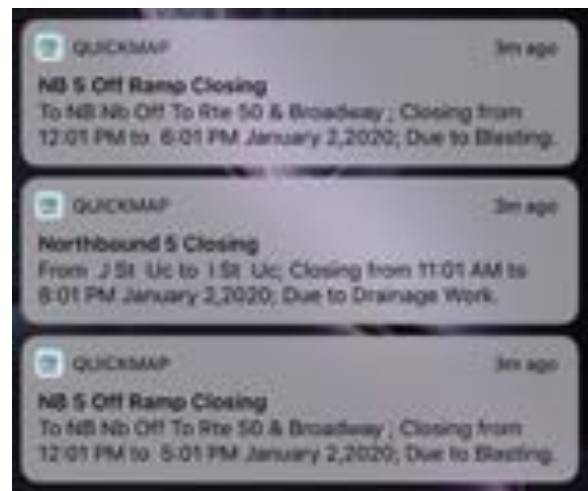 QUICKMAP 3m ago
NB 5 Off Ramp Closing
To NB Nb Off To Rte 50 & Broadway ; Closing from
12:01 PM to 6:01 PM January 2,2020; Due to Blasting.
QUICKMAP 3m ago
Northbound 5 Closing
From J St Uc to I St Uc; Closing from 11:01 AM to
8:01 PM January 2,2020; Due to Drainage Work.
QUICKMAP 3m ago
NB 5 Off Ramp Closing
To NB Nb Off To Rte 50 & Broadway ; Closing from
12:01 PM to 5:01 PM January 2,2020; Due to Blasting.